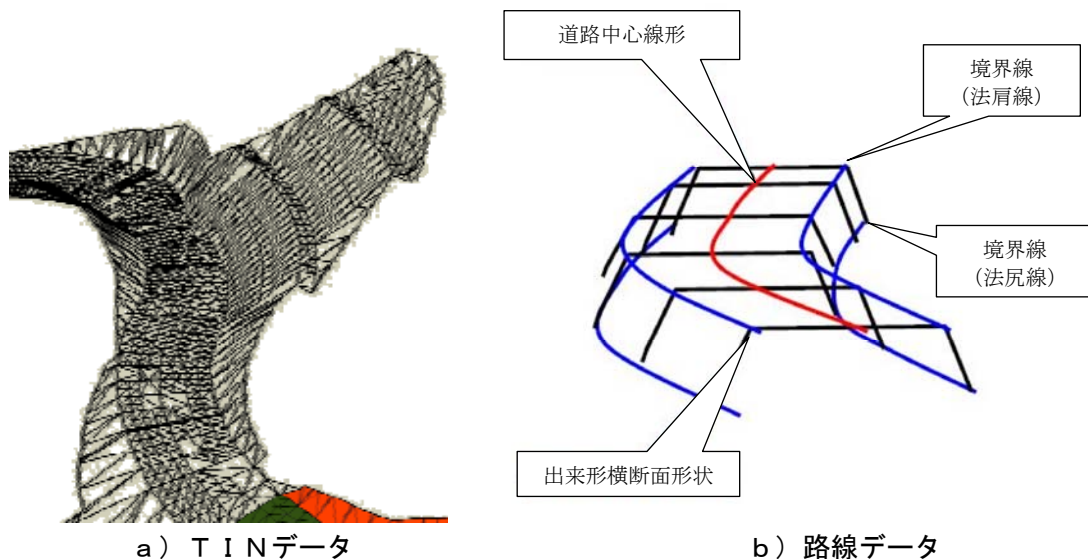 道路中心線形
境界線
（法肩線）
境界線
（法尻線）
出来形横断面形状
ａ）ＴＩＮデータ
ｂ）路線データ